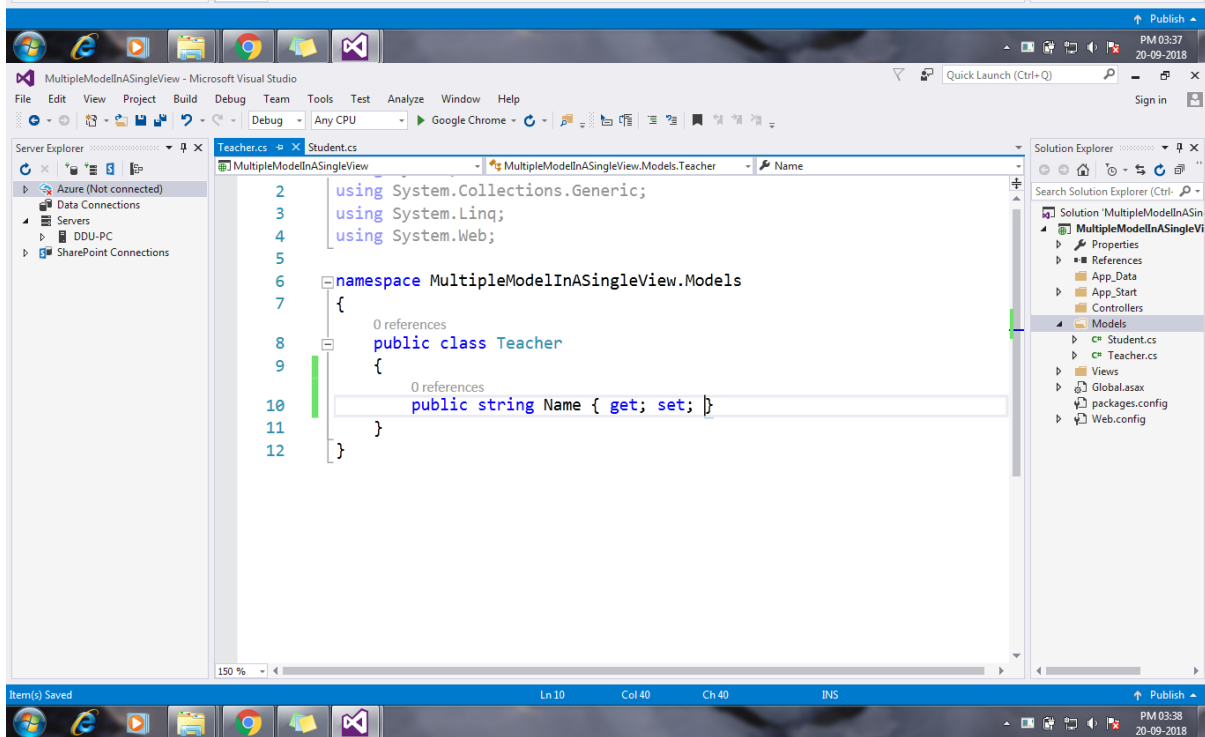 Publish
PM 03:37
20-09-2018
MultipleModelInASingleView - Microsoft Visual Studio
Quick Launch (Ctrl+Q)
File Edit View Project Build Debug Team Tools Test Analyze Window Help
Sign in
Debug Any CPU Google Chrome
Server Explorer
Azure (Not connected)
Data Connections
Servers
DDU-PC
SharePoint Connections
Teacher.cs Student.cs
MultipleModelInASingleView MultipleModelInASingleView.Models.Teacher Name
2 using System.Collections.Generic;
3 using System.Linq;
4 using System.Web;
5
6 namespace MultipleModelInASingleView.Models
7 {
0 references
8 public class Teacher
9 {
0 references
10 public string Name { get; set; }
11 }
12 }
150 %
Solution Explorer
Search Solution Explorer (Ctrl-
Solution 'MultipleModelInASin
MultipleModelInASingleVi
Properties
References
App_Data
App_Start
Controllers
Models
C# Student.cs
C# Teacher.cs
Views
Global.asax
packages.config
Web.config
Item(s) Saved Ln 10 Col 40 Ch 40 INS Publish
PM 03:38
20-09-2018